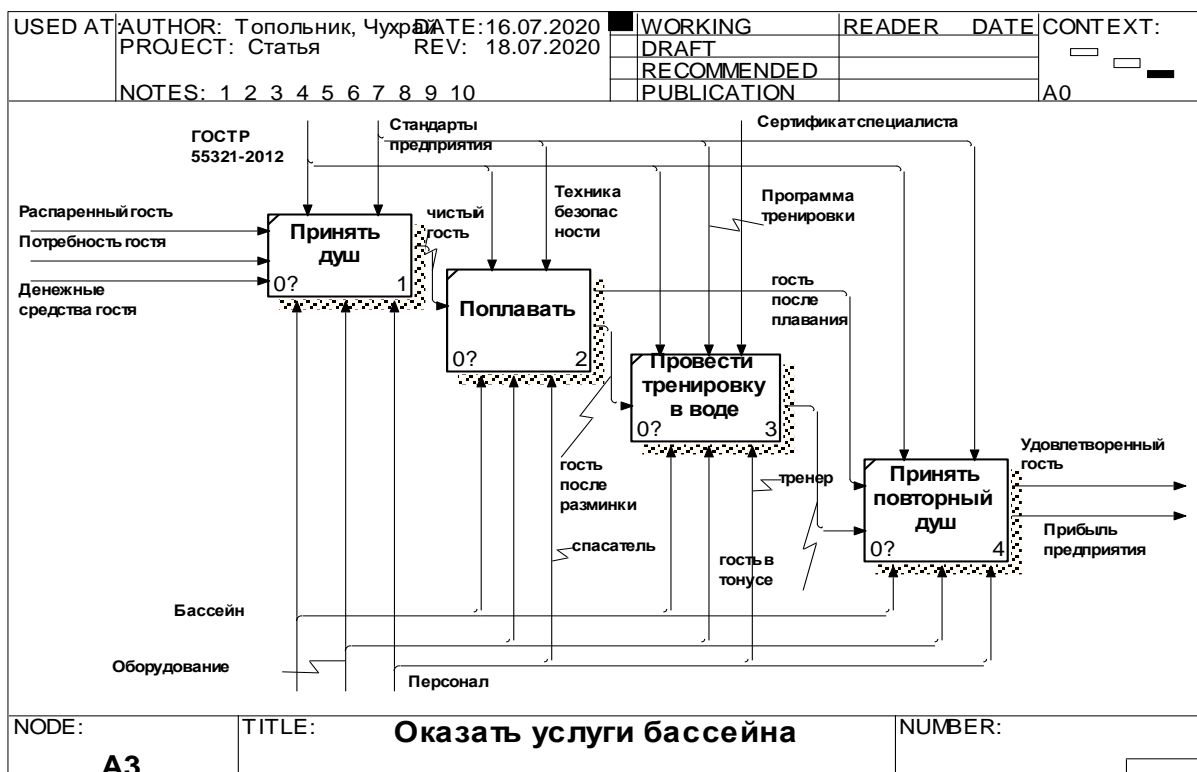 USED AT:
AUTHOR: Топольник, Чухрай
DATE: 16.07.2020
PROJECT: Статья
REV: 18.07.2020
NOTES: 1 2 3 4 5 6 7 8 9 10
WORKING
DRAFT
RECOMMENDED
PUBLICATION
READER
DATE
CONTEXT:
A0
ГОСТ Р
55321-2012
Стандарты
предприятия
Сертификат специалиста
Распаренный гость
Потребность гостя
Денежные
средства гостя
Принять
душ
0? 1
чистый
гость
Техника
безопас
ности
Программа
тренировки
Поплавать
0? 2
гость
после
плавания
Провести
тренировку
в воде
0? 3
гость
после
разминки
тренер
Принять
повторный
душ
0? 4
Удовлетворенный
гость
Прибыль
предприятия
спасатель
гость в
тонусе
Бассейн
Оборудование
Персонал
NODE:
A3
TITLE:
Оказать услуги бассейна
NUMBER: